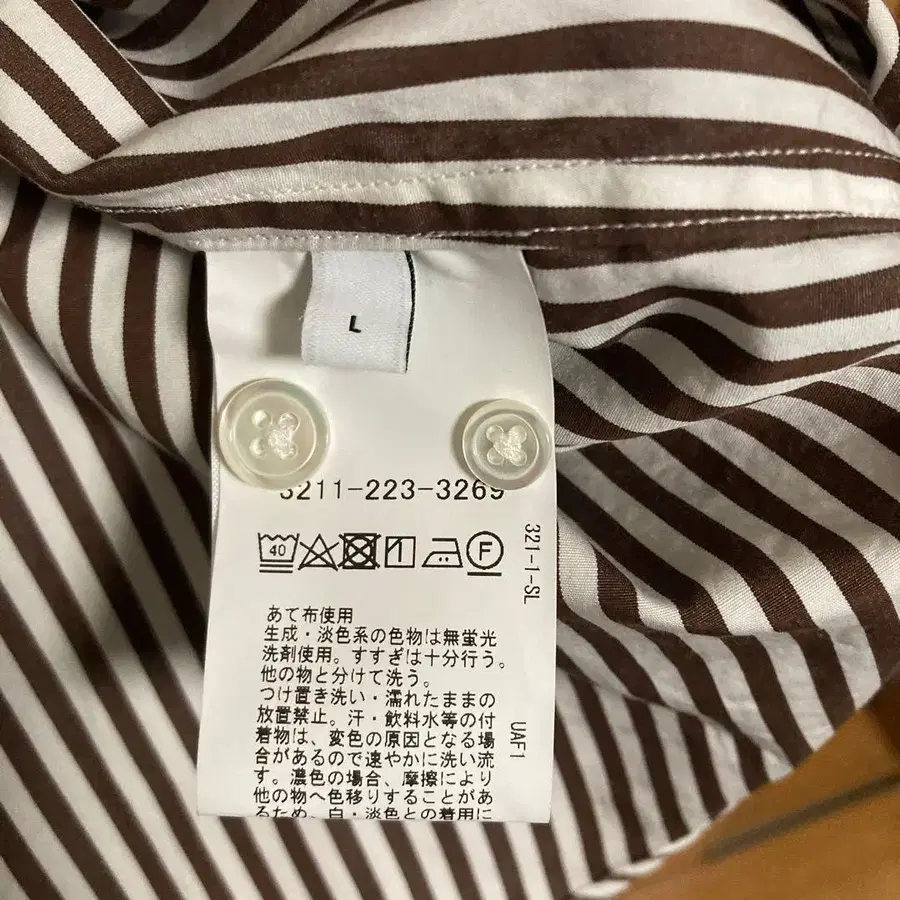 L
3211-223-3269
40 F
321-1-SL
あて布使用
生成・淡色系の色物は無蛍光
洗剤使用。すすぎは十分行う。
他の物と分けて洗う。
つけ置き洗い・濡れたままの
放置禁止。汗・飲料水等の付
着物は、変色の原因となる場
合があるので速やかに洗い流
す。濃色の場合、摩擦により
他の物へ色移りすることがあ
るため、白・淡色との着用に
UAF1